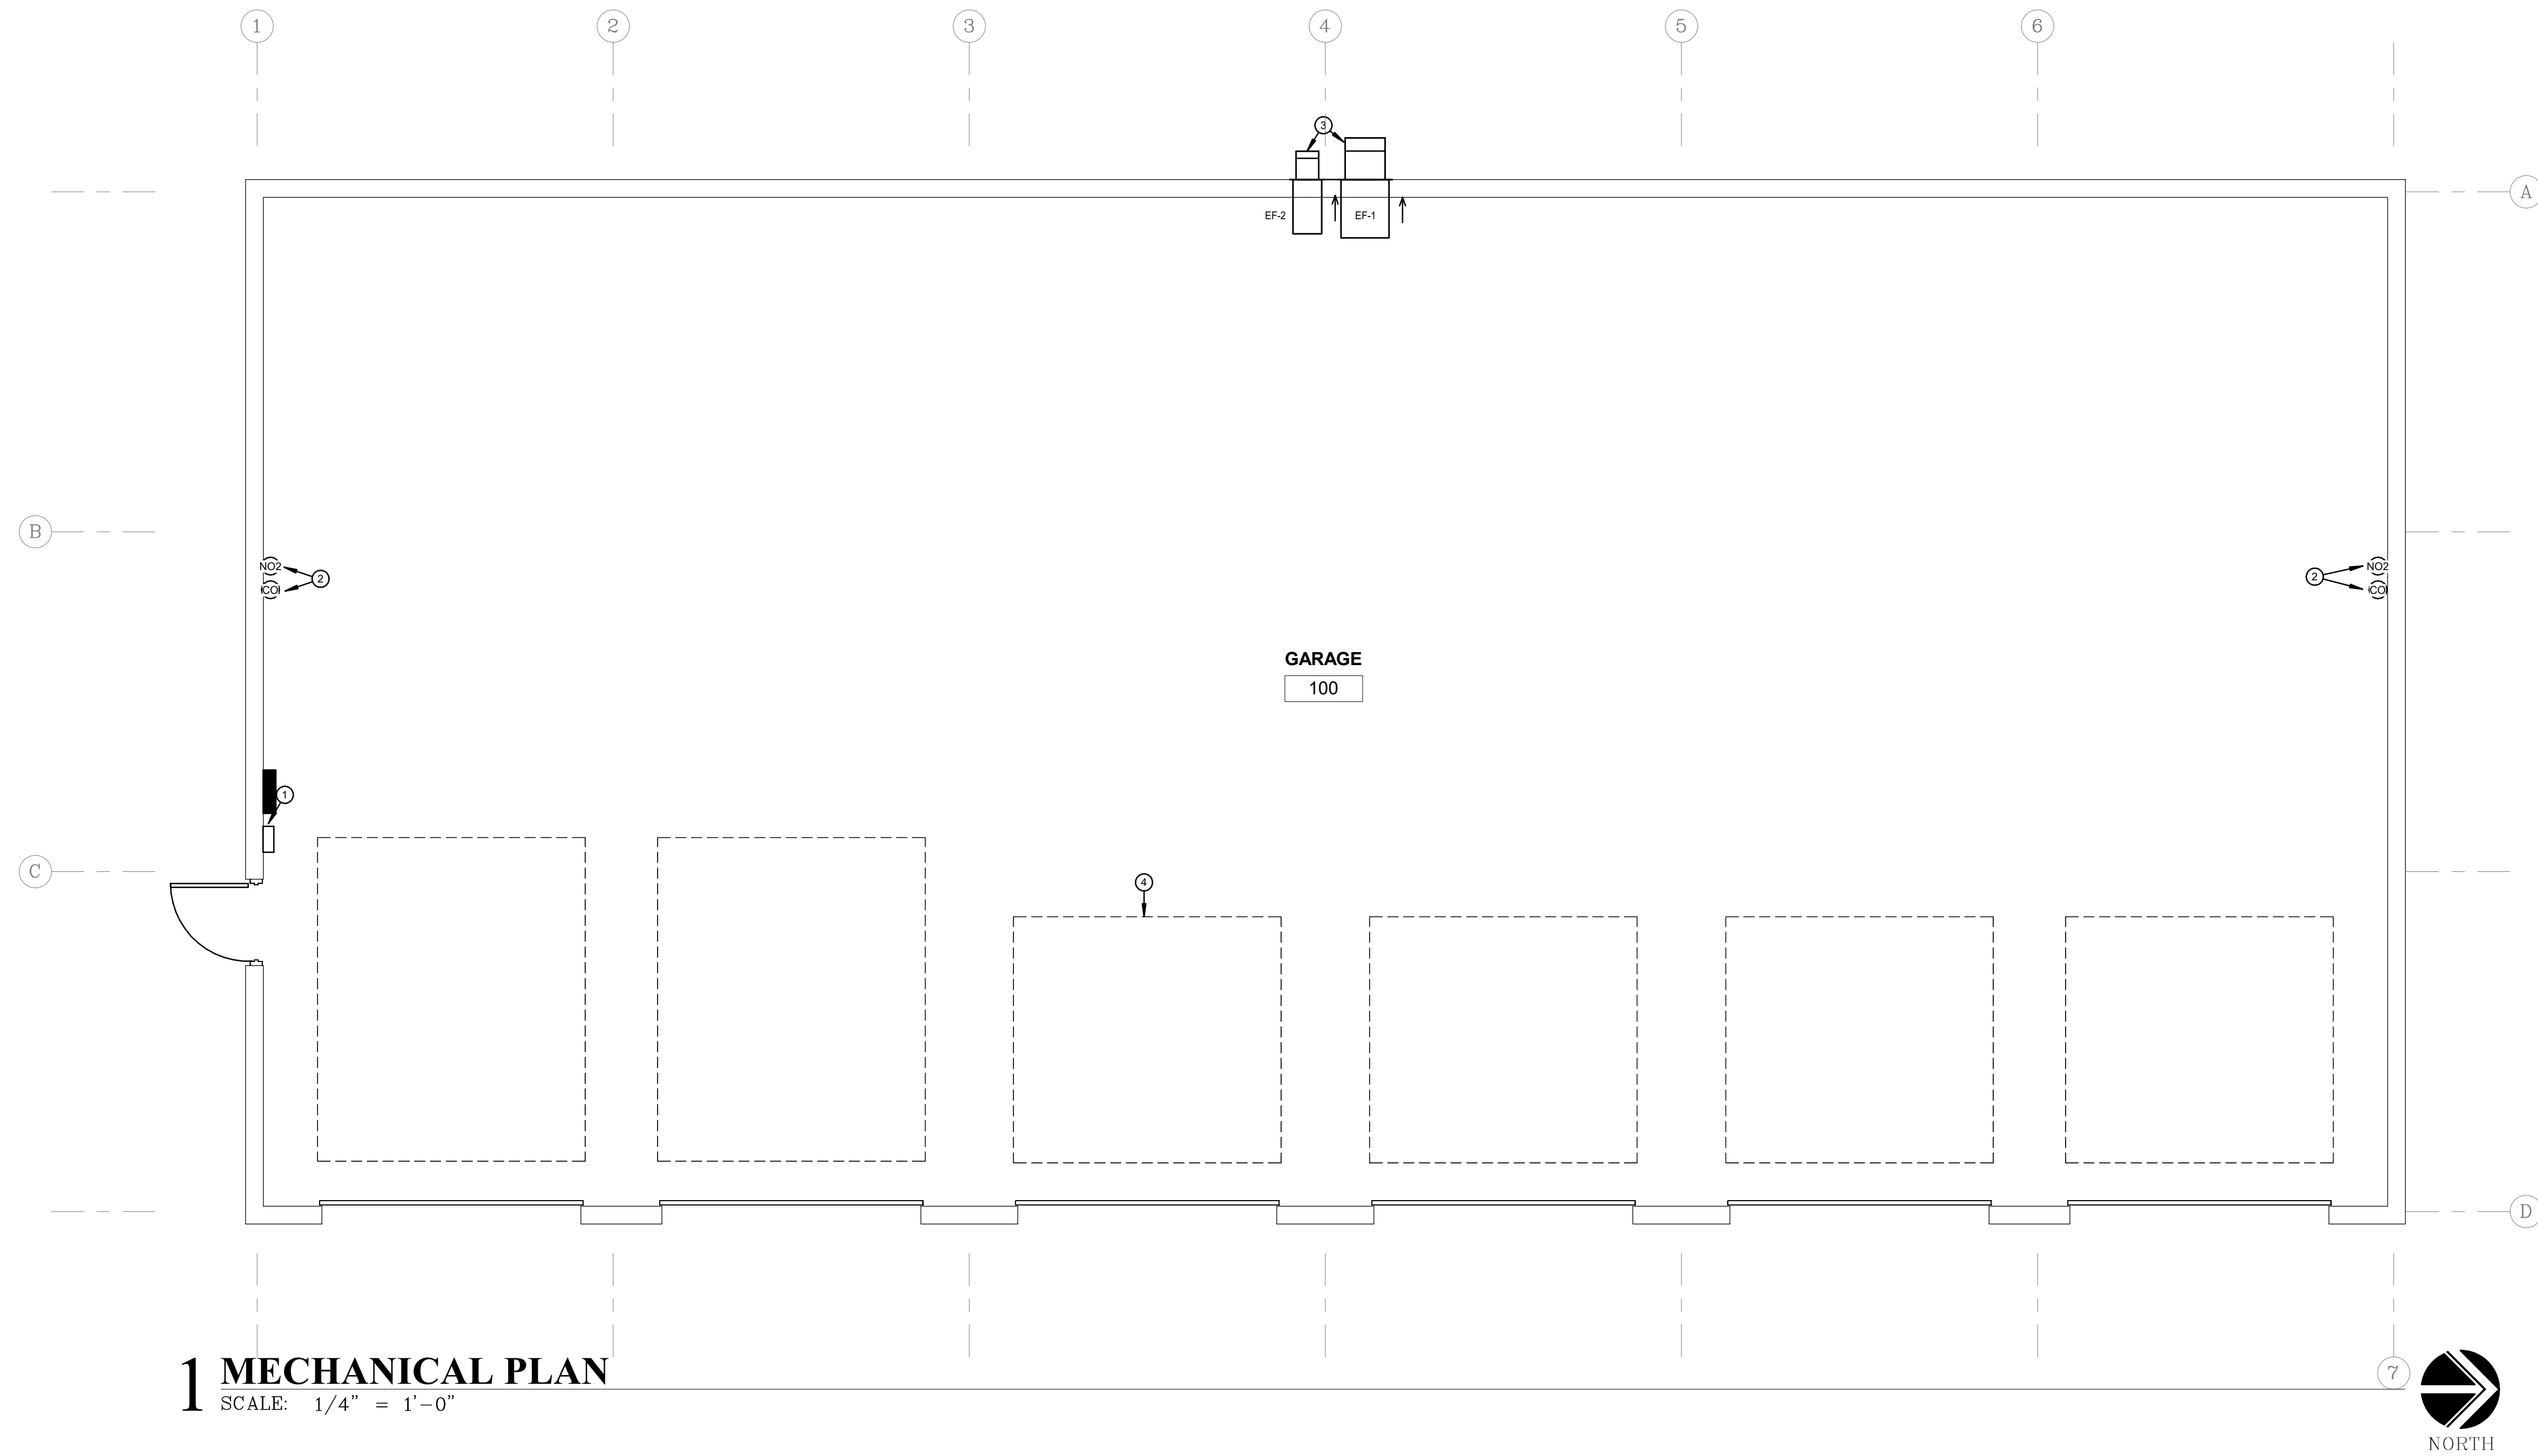 1
2
3
4
5
6
3
A
EF-2
EF-1
B
NO2
CO
2
2
NO2
CO
GARAGE
100
1
C
4
D
1 MECHANICAL PLAN
SCALE: 1/4" = 1'-0"
7
NORTH